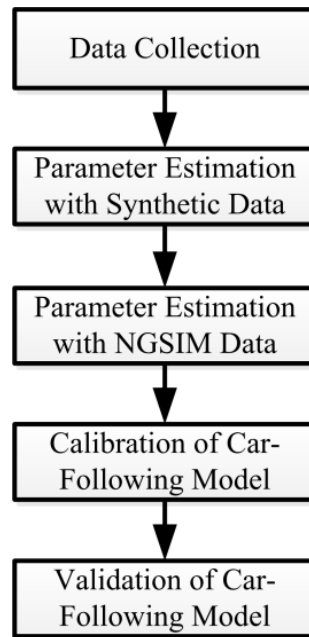 Data Collection
Parameter Estimation
with Synthetic Data
Parameter Estimation
with NGSIM Data
Calibration of Car-
Following Model
Validation of Car-
Following Model